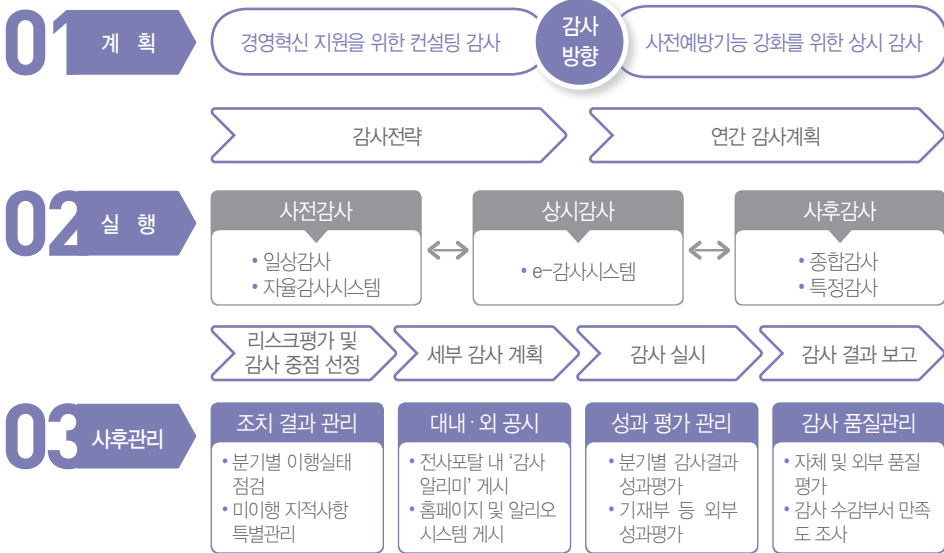 01 계 획
경영혁신 지원을 위한 컨설팅 감사
감사
방향
사전예방기능 강화를 위한 상시 감사
감사전략
연간 감사계획
02 실 행
사전감사
• 일상감사
• 자율감사시스템
상시감사
• e-감사시스템
사후감사
• 종합감사
• 특정감사
리스크평가 및
감사 중점 선정
세부 감사 계획
감사 실시
감사 결과 보고
03 사후관리
조치 결과 관리
• 분기별 이행실태
점검
• 미이행 지적사항
특별관리
대내·외 공시
• 전사포탈 내 ‘감사
알리미’ 게시
• 홈페이지 및 알리오
시스템 게시
성과 평가 관리
• 분기별 감사결과
성과평가
• 기재부 등 외부
성과평가
감사 품질관리
• 자체 및 외부 품질
평가
• 감사 수감부서 만족
도 조사